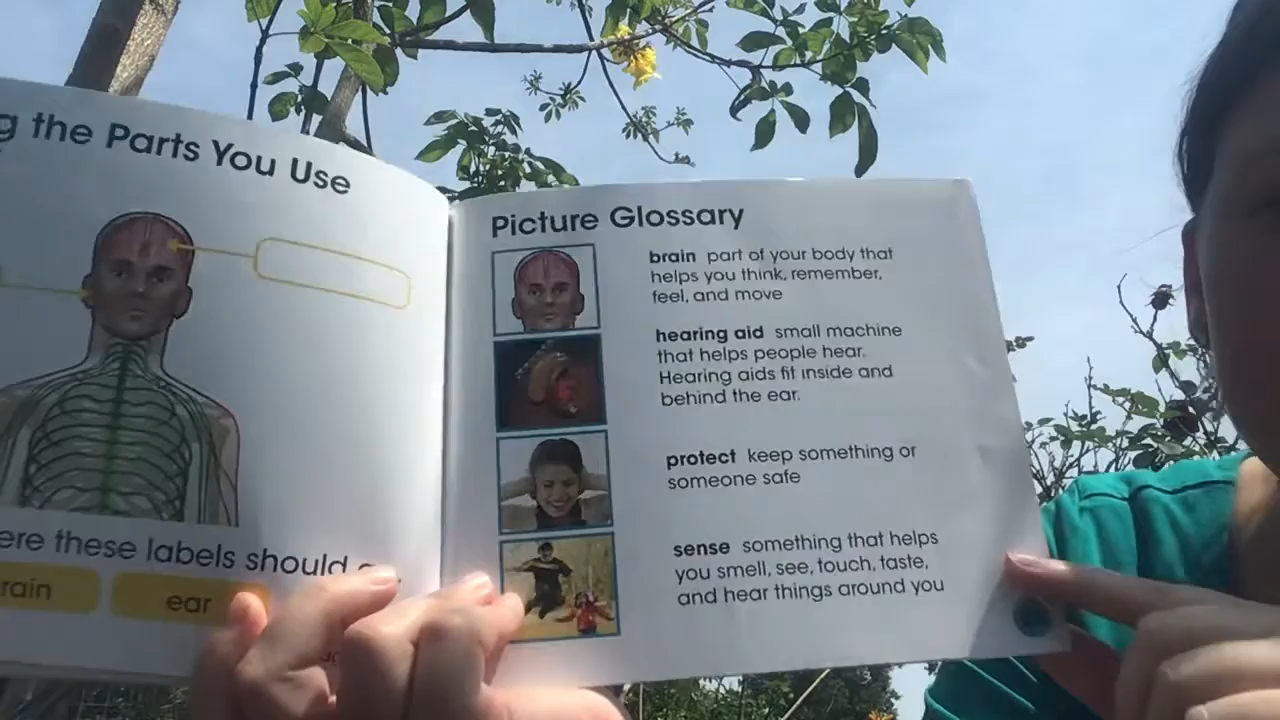 g the Parts You Use
ere these labels should
rain
ear
Picture Glossary
brain part of your body that
helps you think, remember,
feel, and move
hearing aid small machine
that helps people hear.
Hearing aids fit inside and
behind the ear.
protect keep something or
someone safe
sense something that helps
you smell, see, touch, taste,
and hear things around you